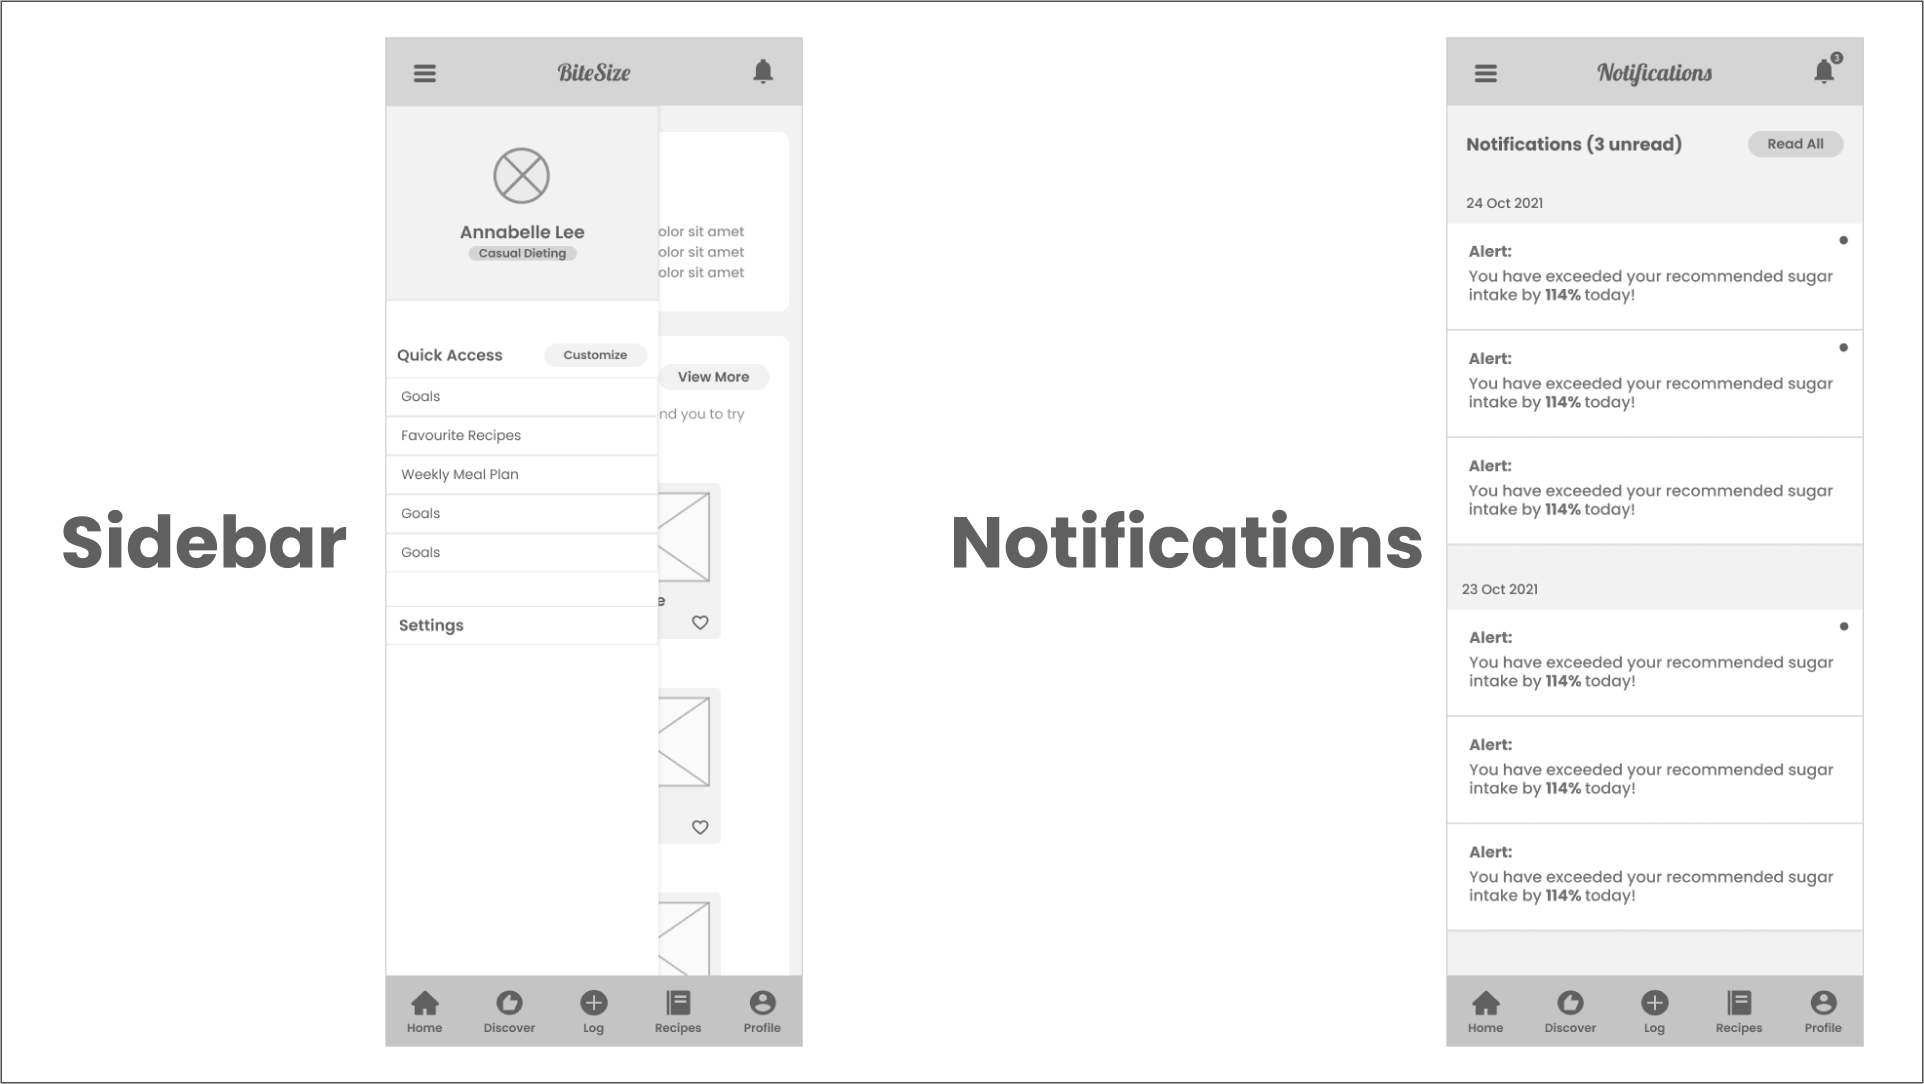 Sidebar
BiteSize
Annabelle Lee
Casual Dieting
Quick Access
Customize
Goals
Favourite Recipes
Weekly Meal Plan
Goals
Goals
Settings
olor sit amet
olor sit amet
olor sit amet
View More
nd you to try
e
Home Discover Log Recipes Profile
Notifications
Notifications
3
Notifications (3 unread)
Read All
24 Oct 2021
Alert:
You have exceeded your recommended sugar
intake by 114% today!
Alert:
You have exceeded your recommended sugar
intake by 114% today!
Alert:
You have exceeded your recommended sugar
intake by 114% today!
23 Oct 2021
Alert:
You have exceeded your recommended sugar
intake by 114% today!
Alert:
You have exceeded your recommended sugar
intake by 114% today!
Alert:
You have exceeded your recommended sugar
intake by 114% today!
Home Discover Log Recipes Profile